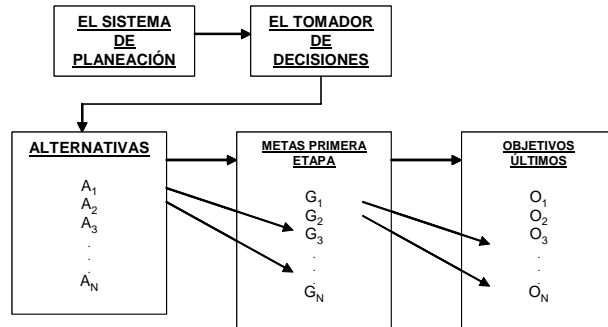 EL SISTEMA
DE
PLANEACIÓN
EL TOMADOR
DE
DECISIONES
ALTERNATIVAS
A1
A2
A3
.
.
.
AN
METAS PRIMERA
ETAPA
G1
G2
G3
.
.
.
GN
OBJETIVOS
ÚLTIMOS
O1
O2
O3
.
.
.
ON